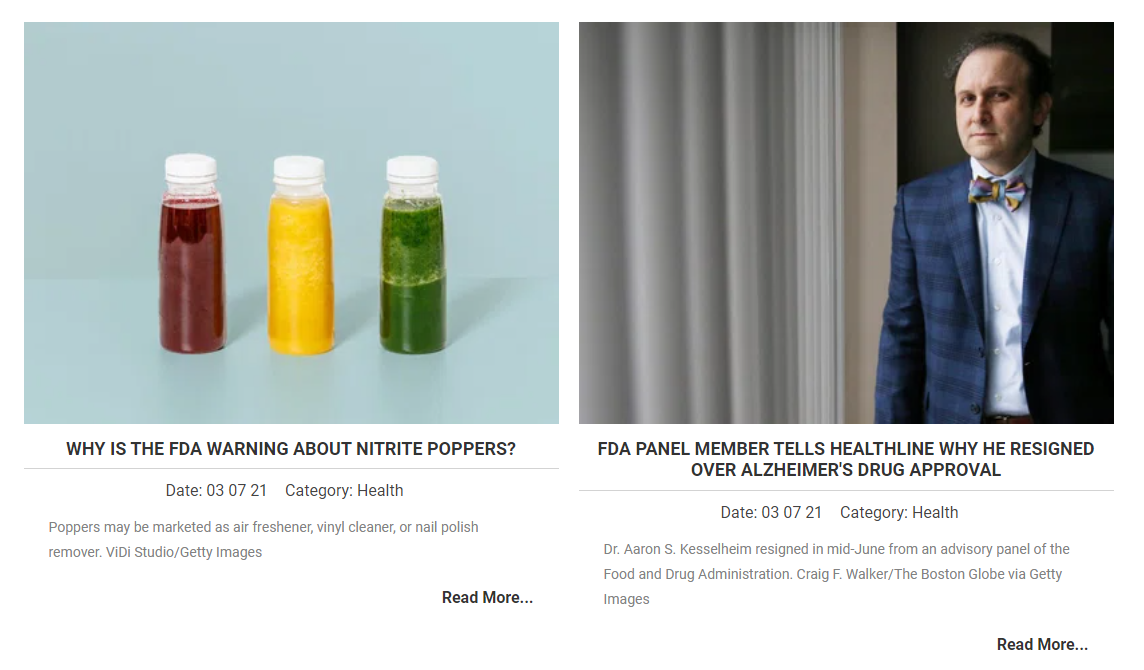 WHY IS THE FDA WARNING ABOUT NITRITE POPPERS?
Date: 03 07 21 Category: Health
Poppers may be marketed as air freshener, vinyl cleaner, or nail polish
remover. ViDi Studio/Getty Images
Read More...
FDA PANEL MEMBER TELLS HEALTHLINE WHY HE RESIGNED
OVER ALZHEIMER'S DRUG APPROVAL
Date: 03 07 21 Category: Health
Dr. Aaron S. Kesselheim resigned in mid-June from an advisory panel of the
Food and Drug Administration. Craig F. Walker/The Boston Globe via Getty
Images
Read More...